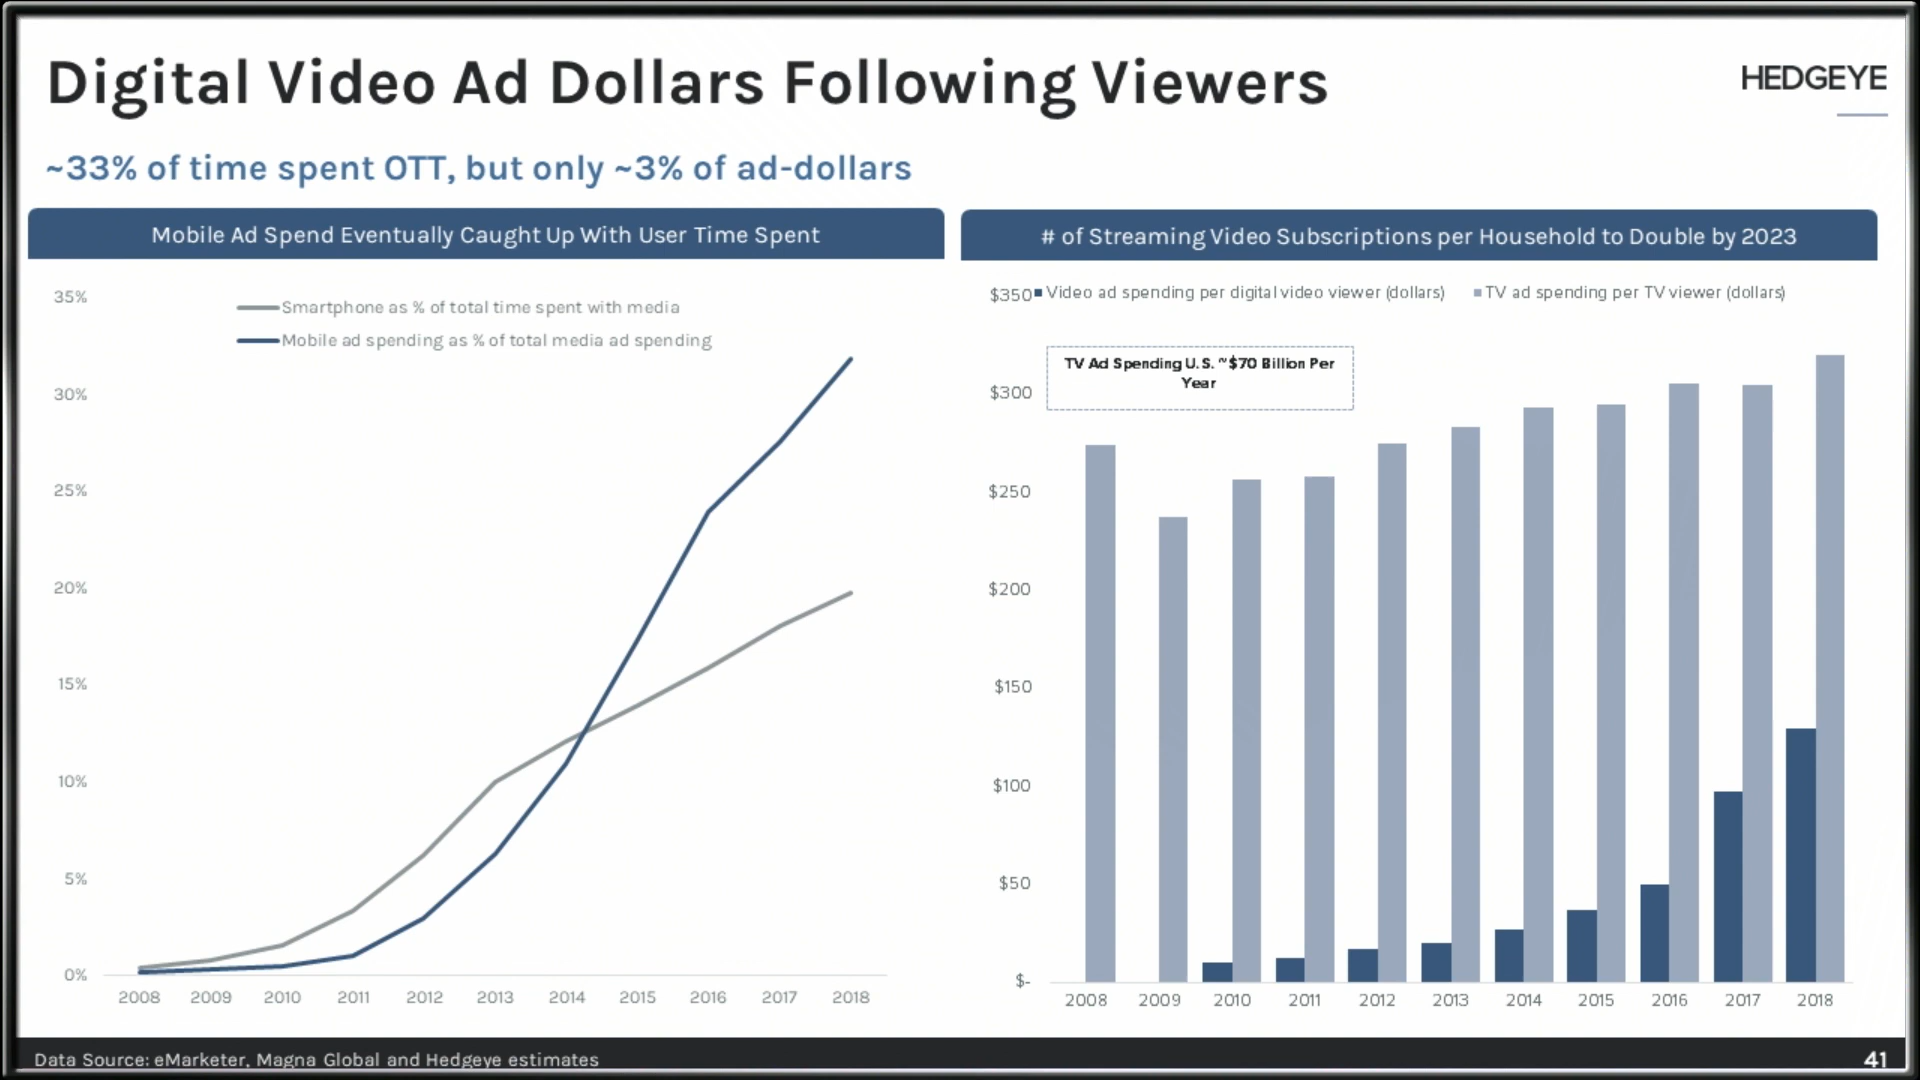 Digital Video Ad Dollars Following Viewers
HEDGEYE
~33% of time spent OTT, but only ~3% of ad-dollars
Mobile Ad Spend Eventually Caught Up With User Time Spent
35%
30%
25%
20%
15%
10%
5%
0%
Smartphone as % of total time spent with media
Mobile ad spending as % of total media ad spending
2008 2009 2010 2011 2012 2013 2014 2015 2016 2017 2018
# of Streaming Video Subscriptions per Household to Double by 2023
$350
$300
$250
$200
$150
$100
$50
$-
Video ad spending per digital video viewer (dollars) TV ad spending per TV viewer (dollars)
TV Ad Spending U.S. ~$70 Billion Per
Year
2008 2009 2010 2011 2012 2013 2014 2015 2016 2017 2018
Data Source: eMarketer, Magna Global and Hedgeye estimates
41